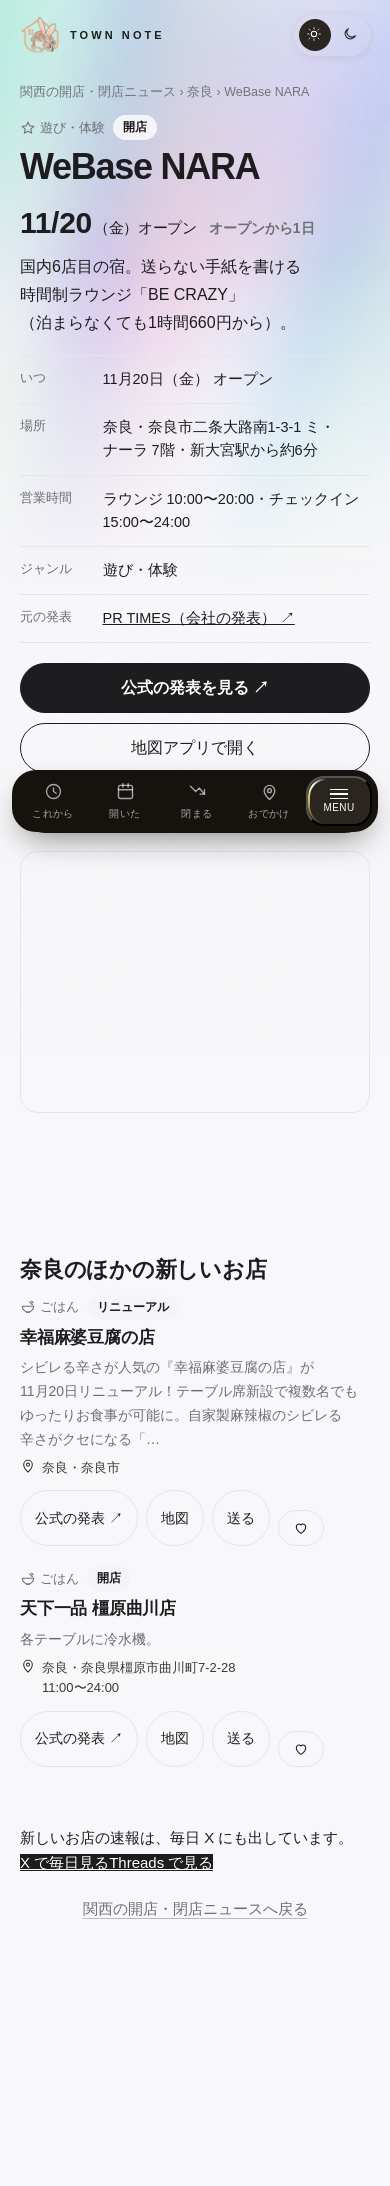 TOWN NOTE
関西の開店・閉店ニュース › 奈良 › WeBase NARA
遊び・体験 開店
WeBase NARA
11/20（金）オープン オープンから1日
国内6店目の宿。送らない手紙を書ける
時間制ラウンジ「BE CRAZY」
（泊まらなくても1時間660円から）。
いつ 11月20日（金） オープン
場所 奈良・奈良市二条大路南1-3-1 ミ・
ナーラ 7階・新大宮駅から約6分
営業時間 ラウンジ 10:00〜20:00・チェックイン
15:00〜24:00
ジャンル 遊び・体験
元の発表 PR TIMES（会社の発表） ↗
公式の発表を見る ↗
地図アプリで開く
これから 開いた 閉まる おでかけ MENU
奈良のほかの新しいお店
ごはん リニューアル
幸福麻婆豆腐の店
シビレる辛さが人気の『幸福麻婆豆腐の店』が
11月20日リニューアル！テーブル席新設で複数名でも
ゆったりお食事が可能に。自家製麻辣椒のシビレる
辛さがクセになる「…
奈良・奈良市
公式の発表 ↗ 地図 送る
ごはん 開店
天下一品 橿原曲川店
各テーブルに冷水機。
奈良・奈良県橿原市曲川町7-2-28
11:00〜24:00
公式の発表 ↗ 地図 送る
新しいお店の速報は、毎日 X にも出しています。
X で毎日見るThreads で見る
関西の開店・閉店ニュースへ戻る